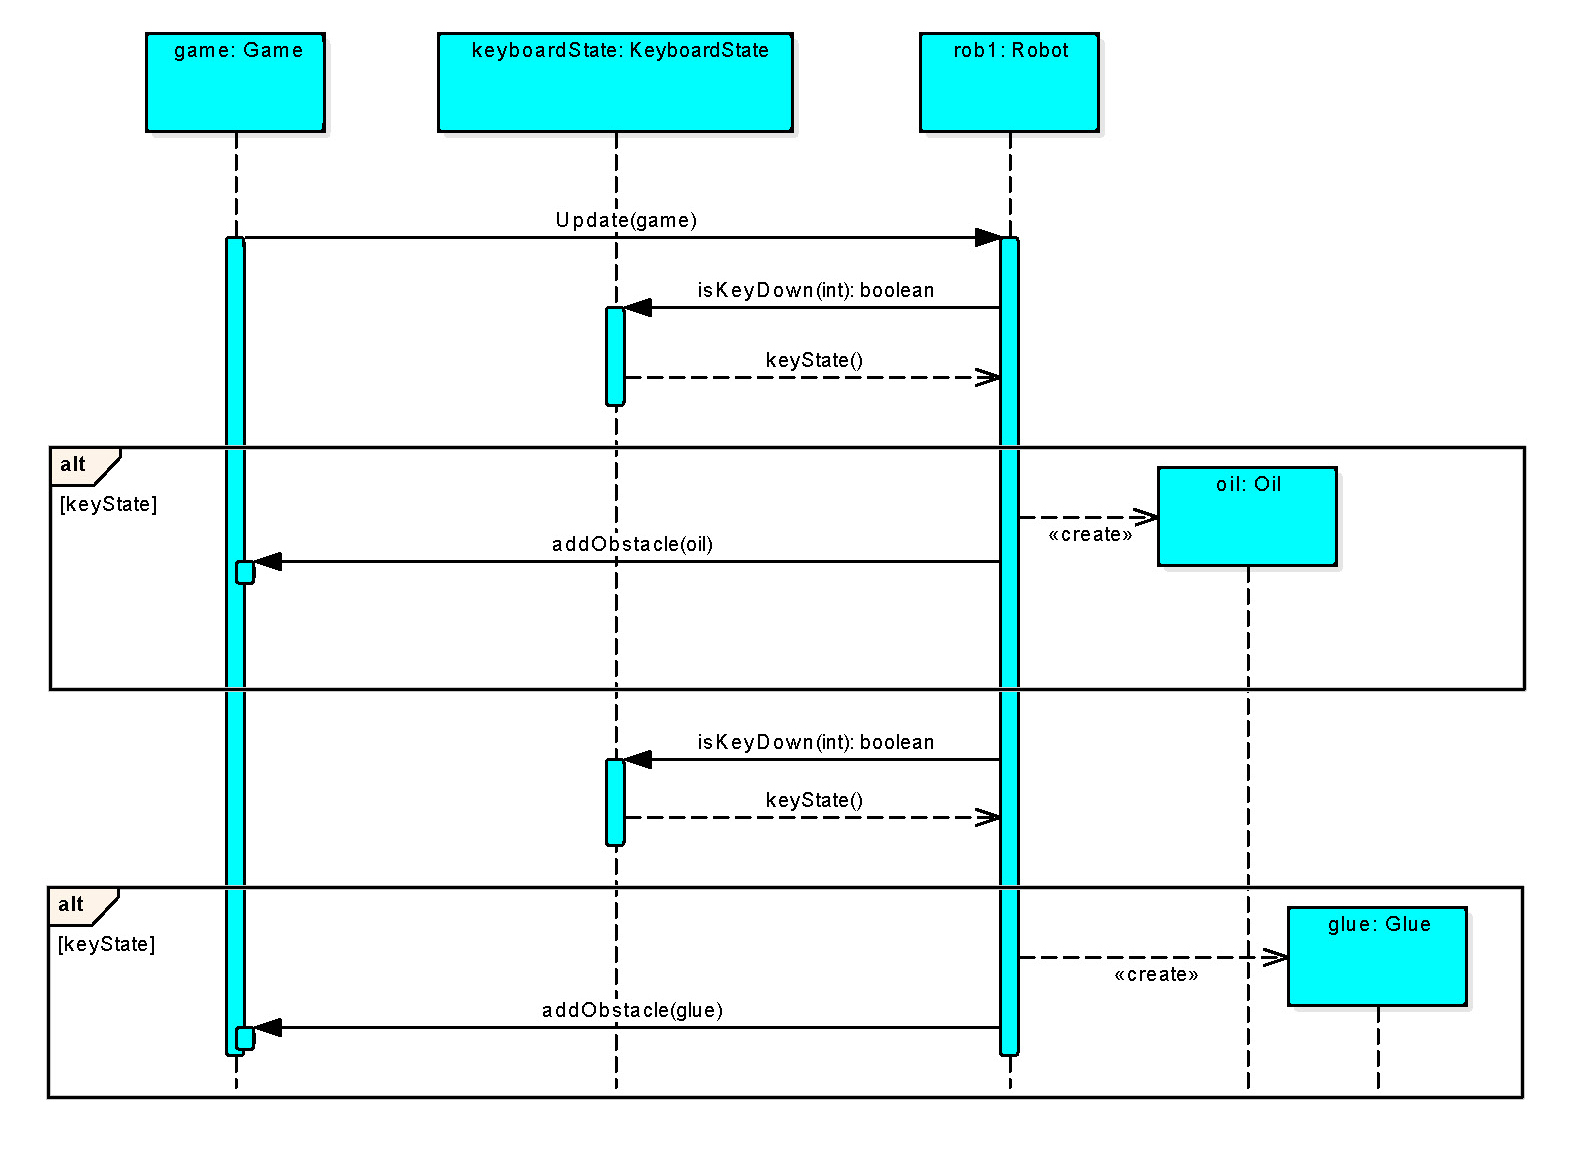 game: Game
keyboardState: KeyboardState
rob1: Robot
Update(game)
isKeyDown(int): boolean
keyState()
alt
[keyState]
oil: Oil
«create»
addObstacle(oil)
isKeyDown(int): boolean
keyState()
alt
[keyState]
glue: Glue
«create»
addObstacle(glue)